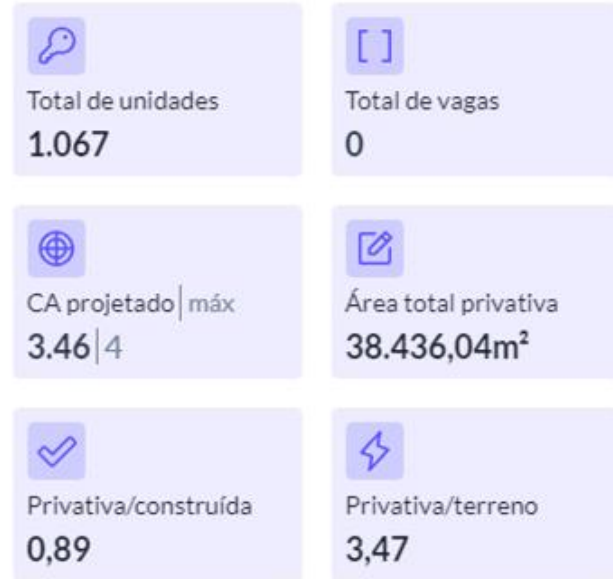 Total de unidades
1.067
Total de vagas
0
CA projetado|máx
3.46|4
Área total privativa
38.436,04m²
Privativa/construída
0,89
Privativa/terreno
3,47